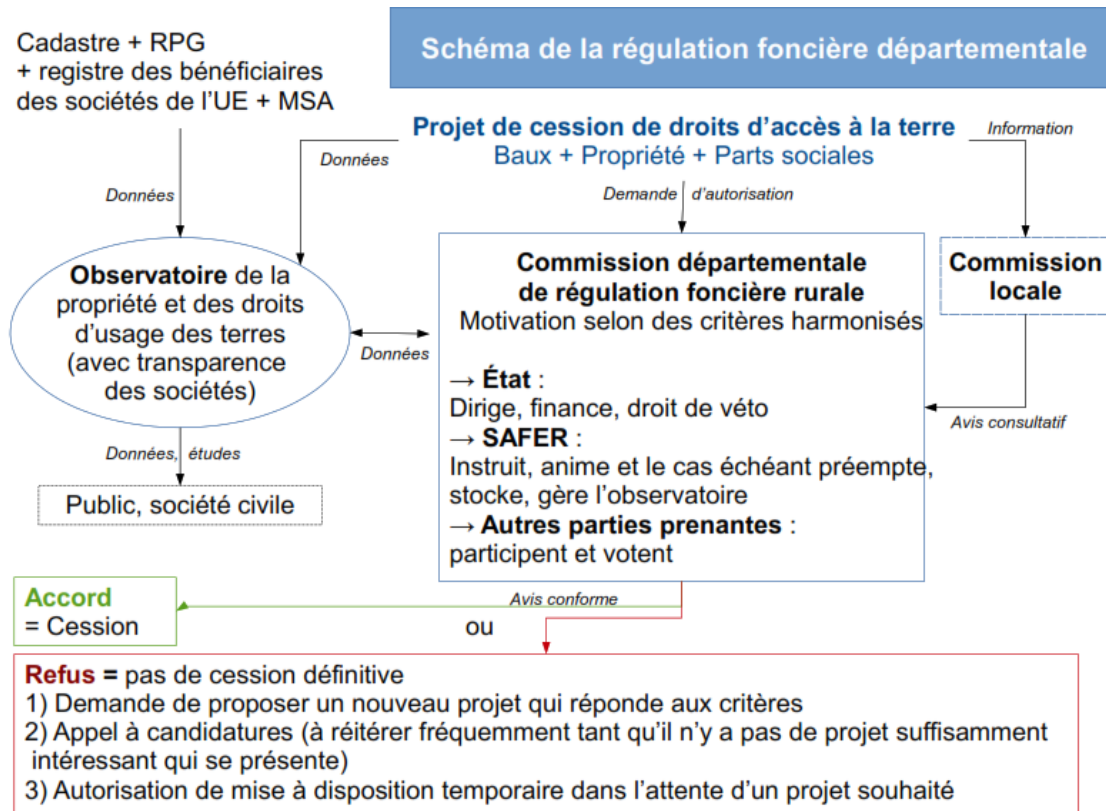 Cadastre + RPG
+ registre des bénéficiaires
des sociétés de l'UE + MSA
Schéma de la régulation foncière départementale
Projet de cession de droits d'accès à la terre
Baux + Propriété + Parts sociales
Information
Données
Données
Demande d'autorisation
Observatoire de la
propriété et des droits
d'usage des terres
(avec transparence
des sociétés)
Données
Commission départementale
de régulation foncière rurale
Motivation selon des critères harmonisés
→ État :
Dirige, finance, droit de véto
→ SAFER :
Instruit, anime et le cas échéant préempte,
stocke, gère l'observatoire
→ Autres parties prenantes :
participent et votent
Commission
locale
Avis consultatif
Données, études
Public, société civile
Accord
= Cession
Avis conforme
ou
Refus = pas de cession définitive
1) Demande de proposer un nouveau projet qui réponde aux critères
2) Appel à candidatures (à réitérer fréquemment tant qu'il n'y a pas de projet suffisamment
intéressant qui se présente)
3) Autorisation de mise à disposition temporaire dans l'attente d'un projet souhaité